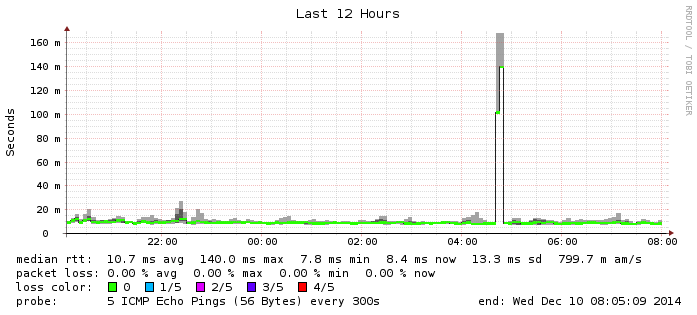 Last 12 Hours
RRDTOOL / TOBI OETIKER
Seconds
160 m
140 m
120 m
100 m
80 m
60 m
40 m
20 m
0
22:00 00:00 02:00 04:00 06:00 08:00
median rtt: 10.7 ms avg 140.0 ms max 7.8 ms min 8.4 ms now 13.3 ms sd 799.7 m am/s
packet loss: 0.00 % avg 0.00 % max 0.00 % min 0.00 % now
loss color: 0 1/5 2/5 3/5 4/5
probe: 5 ICMP Echo Pings (56 Bytes) every 300s end: Wed Dec 10 08:05:09 2014